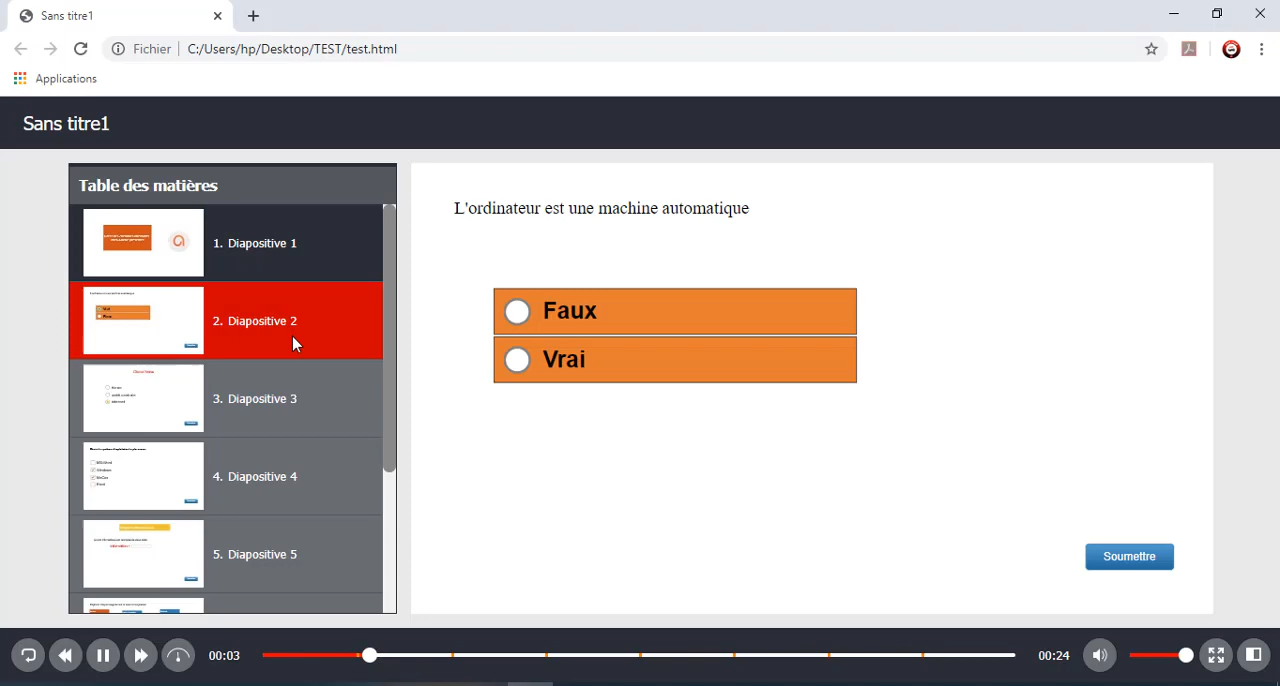 Sans titre1
Fichier
C:/Users/hp/Desktop/TEST/test.html
Applications
Sans titre1
Table des matières
1. Diapositive 1
2. Diapositive 2
3. Diapositive 3
4. Diapositive 4
5. Diapositive 5
L'ordinateur est une machine automatique
Faux
Vrai
Soumettre
00:03
00:24